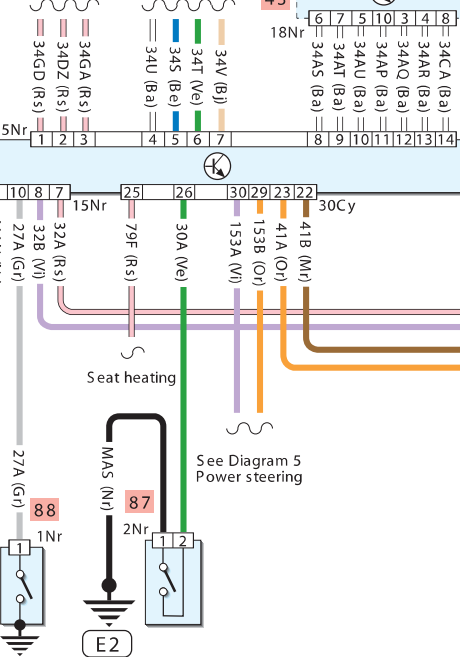 45
6 7 5 10 3 4 8
18Nr
34GD (Rs)
34DZ (Rs)
34GA (Rs)
34U (Ba)
34S (Be)
34T (Ve)
34V (Bj)
34AS (Ba)
34AT (Ba)
34AU (Ba)
34AP (Ba)
34AQ (Ba)
34AR (Ba)
34CA (Ba)
5Nr
1 2 3 4 5 6 7 8 9 10 11 12 13 14
10 8 7
15Nr
25 26 30 29 23 22
30Cy
27A (Gr)
32B (Vi)
32A (Rs)
79F (Rs)
30A (Ve)
153A (Vi)
153B (Or)
41A (Or)
41B (Mr)
Seat heating
See Diagram 5
Power steering
27A (Gr)
MAS (Nr)
88
1Nr
1
87
2Nr
1 2
E2